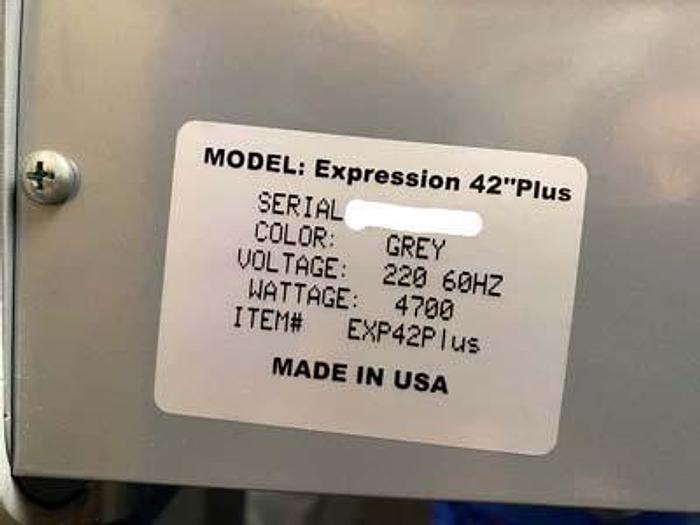 MODEL: Expression 42"Plus
SERIAL
COLOR: GREY
VOLTAGE: 220 60HZ
WATTAGE: 4700
ITEM# EXP42Plus
MADE IN USA